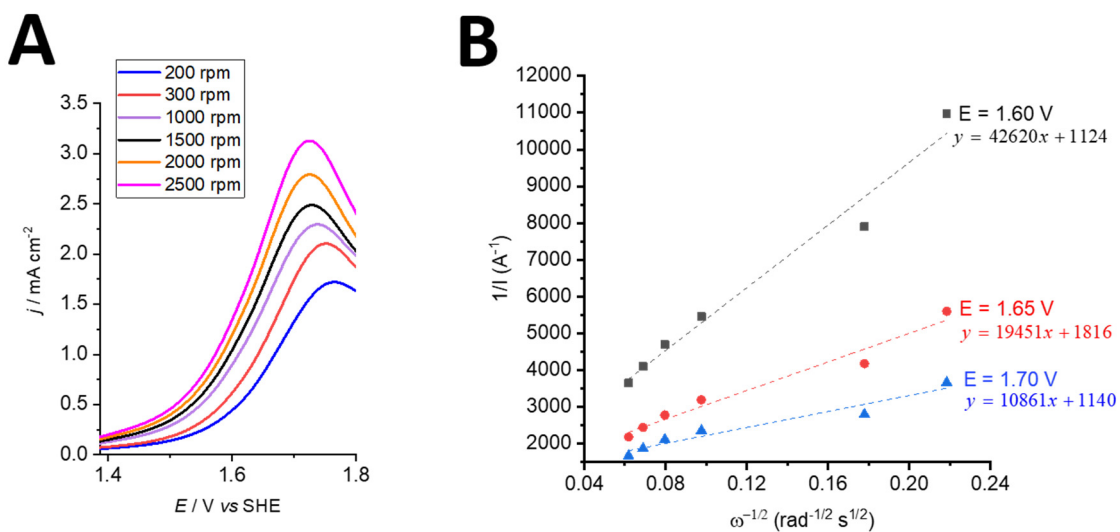 A
200 rpm
300 rpm
1000 rpm
1500 rpm
2000 rpm
2500 rpm
3.5
3.0
2.5
2.0
1.5
1.0
0.5
0.0
j / mA cm⁻²
1.4
1.6
1.8
E / V vs SHE
B
12000
11000
10000
9000
8000
7000
6000
5000
4000
3000
2000
1/I (A⁻¹)
E = 1.60 V
y = 42620x + 1124
E = 1.65 V
y = 19451x + 1816
E = 1.70 V
y = 10861x + 1140
0.04
0.08
0.12
0.16
0.20
0.24
ω⁻¹/² (rad⁻¹/² s¹/²)